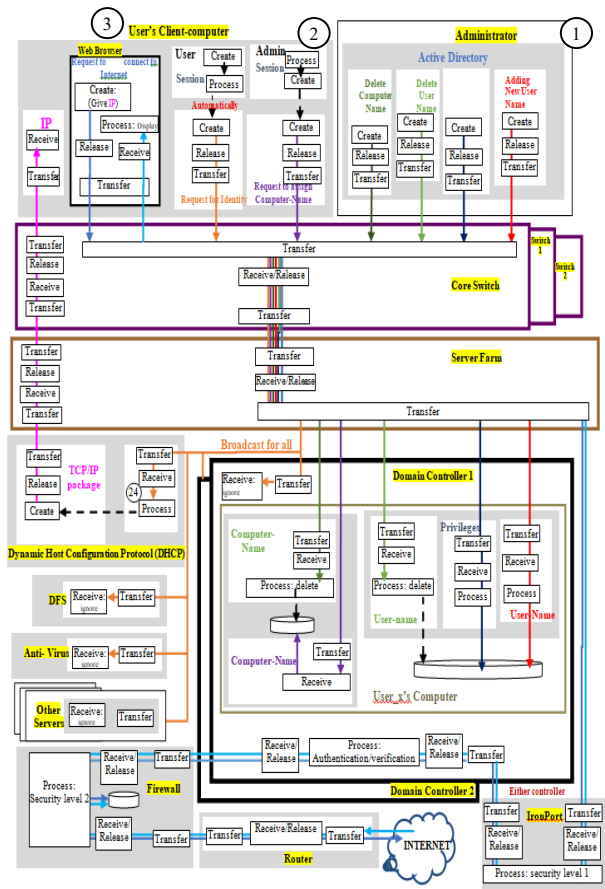 User's Client-computer
3
2
1
Administrator
Web Browser
Request to connect to
Internet
Create:
(Give IP)
Process: Display
Release
Receive
Transfer
IP
Receive
Transfer
User
Session
Create
Process
Automatically
Create
Release
Transfer
Request for Identity
Admin
Session
Process
Create
Create
Release
Transfer
Request to assign
Computer-Name
Active Directory
Delete
Computer
Name
Create
Release
Transfer
Delete
User
Name
Create
Release
Transfer
Create
Release
Transfer
Adding
New User
Name
Create
Release
Transfer
Transfer
Release
Receive
Transfer
Transfer
Receive/Release
Transfer
Core Switch
Switch
1
Switch
2
Transfer
Release
Receive
Transfer
Transfer
Receive/Release
Transfer
Server Farm
Transfer
Release
Create
TCP/IP
package
Transfer
Receive
24
Process
Dynamic Host Configuration Protocol (DHCP)
Broadcast for all
Receive:
ignore
Transfer
Domain Controller 1
Computer-
Name
Transfer
Receive
Process: delete
Computer-Name
Transfer
Receive
Transfer
Receive
Process: delete
User-name
Privileges
Transfer
Receive
Process
Transfer
Receive
Process
User-Name
User_x's Computer
DFS
Receive:
ignore
Transfer
Anti- Virus
Receive:
ignore
Transfer
Other
Servers
Receive:
ignore
Transfer
Receive/
Release
Process:
Authentication/verification
Receive/
Release
Transfer
Domain Controller 2
Process:
Security level 2
Receive/
Release
Transfer
Firewall
Receive/
Release
Transfer
Transfer
Receive/Release
Transfer
Router
INTERNET
Either controller
Transfer
IronPort
Transfer
Receive/
Release
Receive/
Release
Process: security level 1